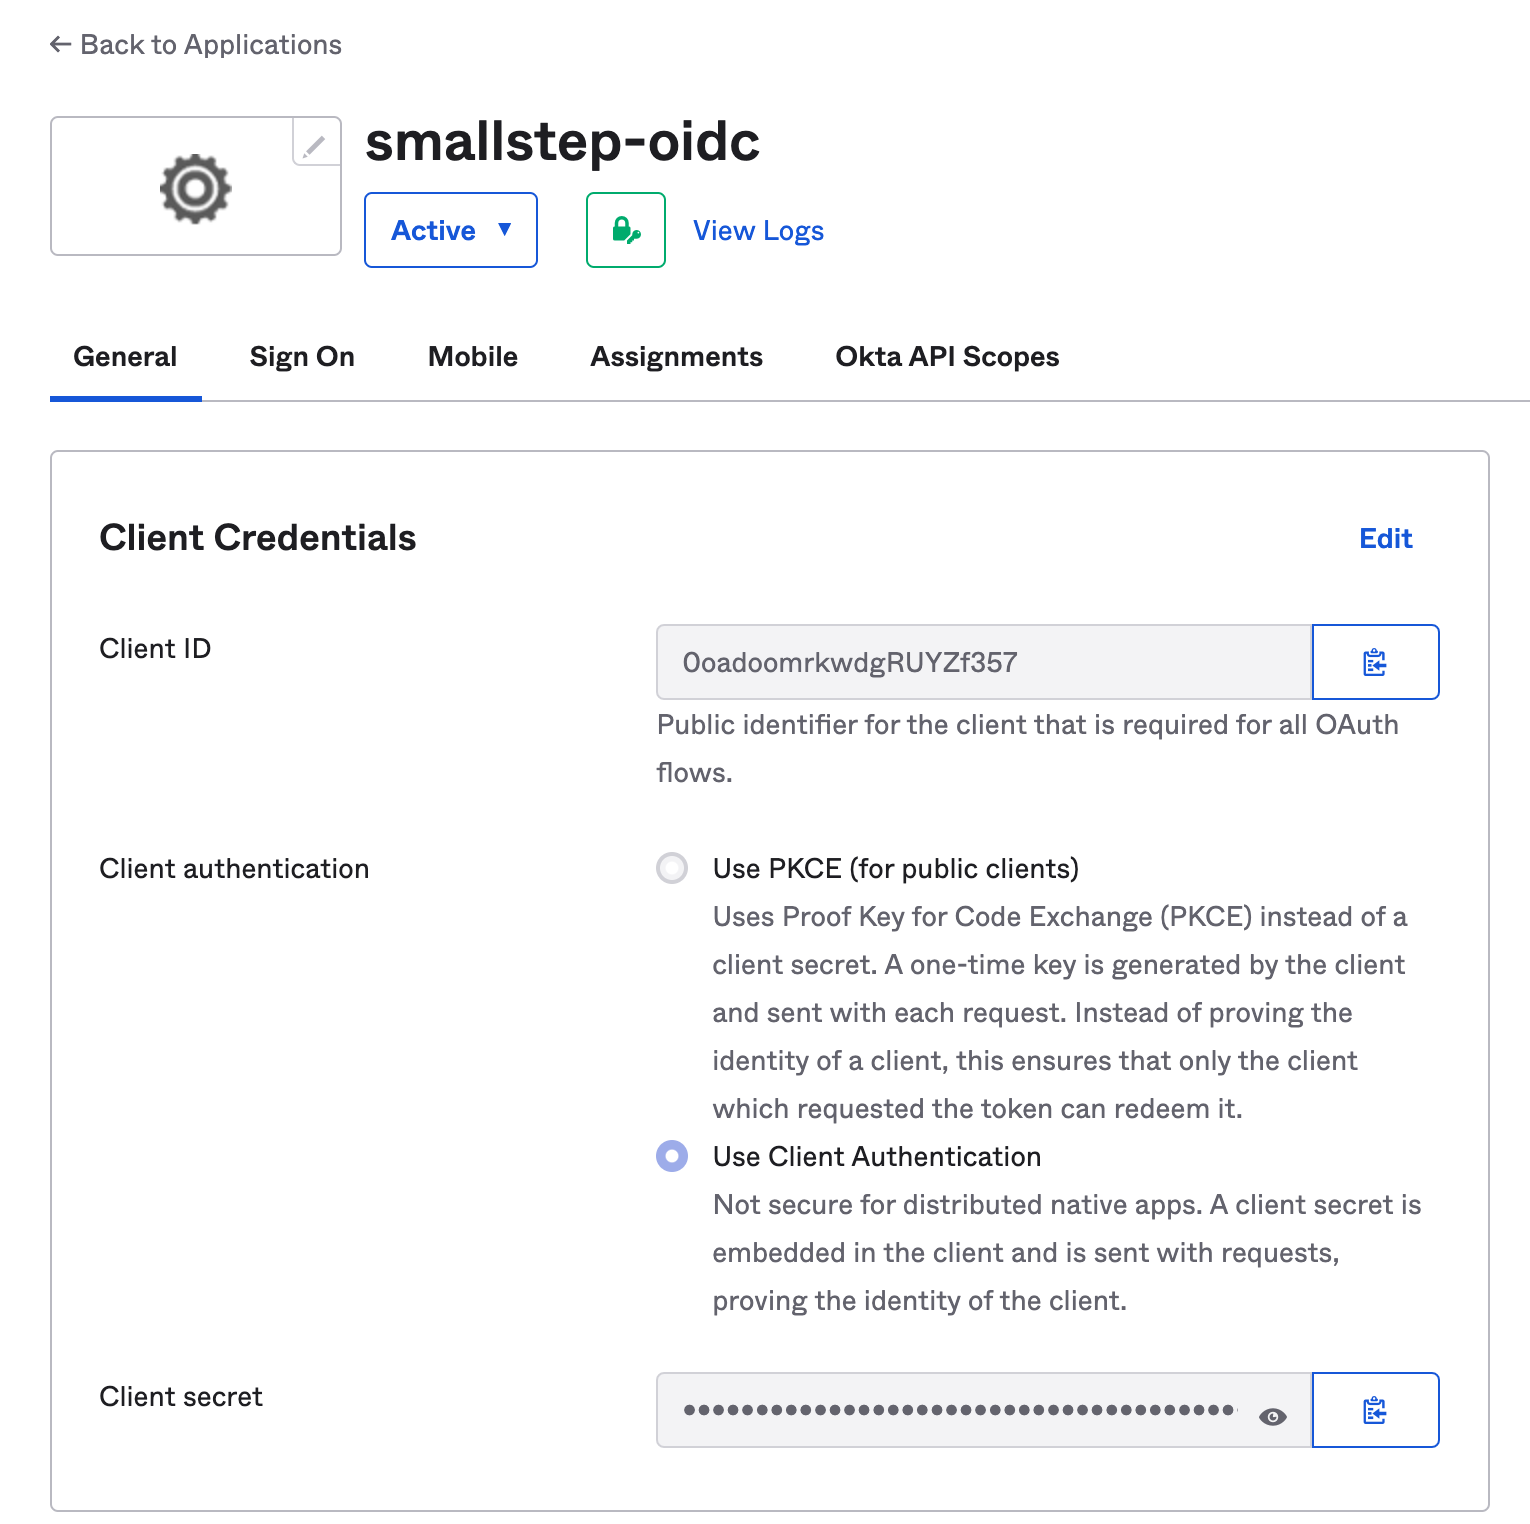 ← Back to Applications
smallstep-oidc
Active ▼
View Logs
General Sign On Mobile Assignments Okta API Scopes
Client Credentials
Edit
Client ID
0oadoomrkwdgRUYZf357
Public identifier for the client that is required for all OAuth
flows.
Client authentication
Use PKCE (for public clients)
Uses Proof Key for Code Exchange (PKCE) instead of a
client secret. A one-time key is generated by the client
and sent with each request. Instead of proving the
identity of a client, this ensures that only the client
which requested the token can redeem it.
Use Client Authentication
Not secure for distributed native apps. A client secret is
embedded in the client and is sent with requests,
proving the identity of the client.
Client secret
••••••••••••••••••••••••••••••••••••••